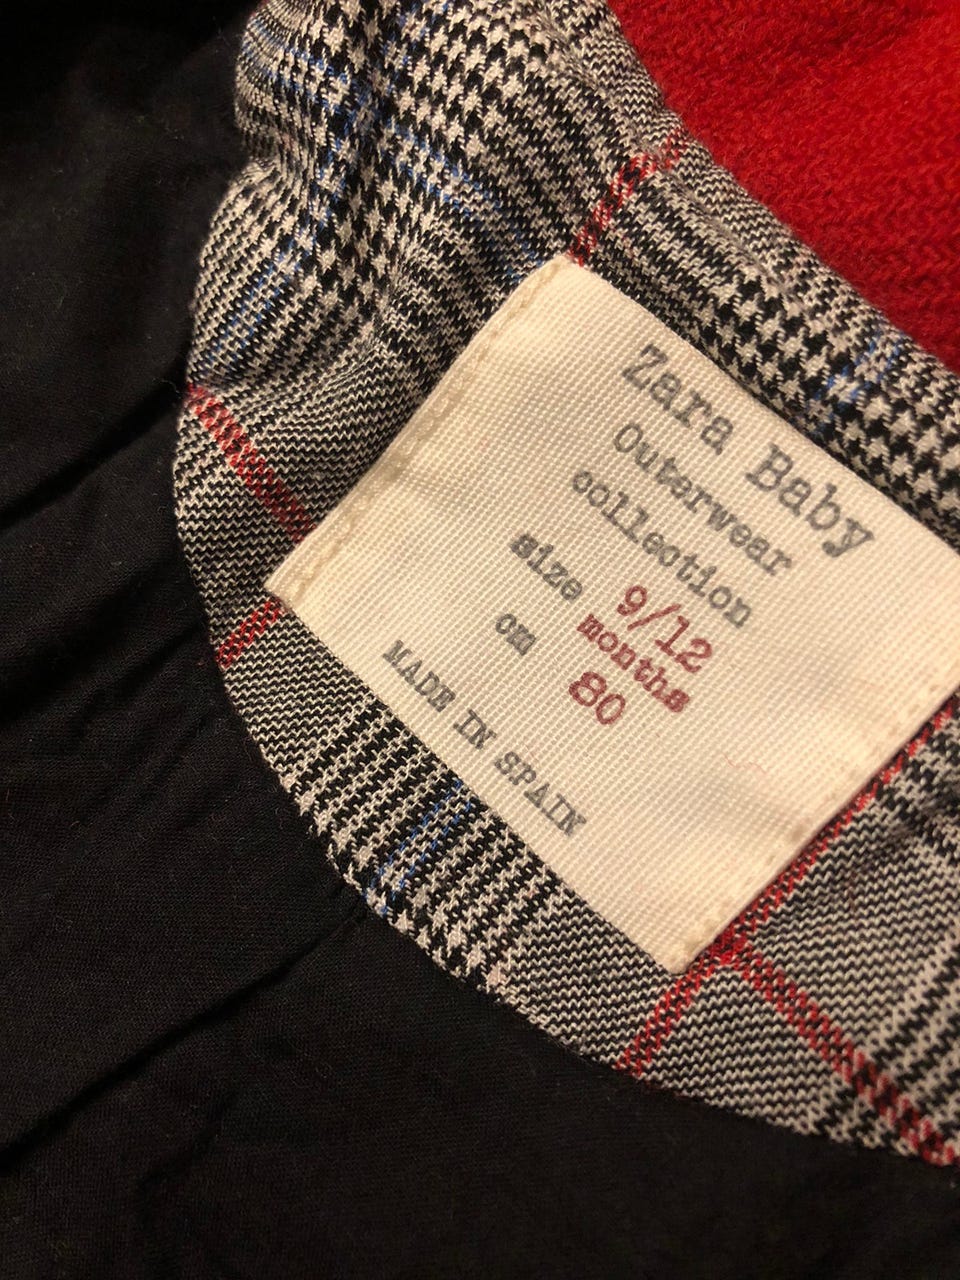 Zara Baby
Outerwear
collection
size 9/12
months
cm 80
MADE IN SPAIN